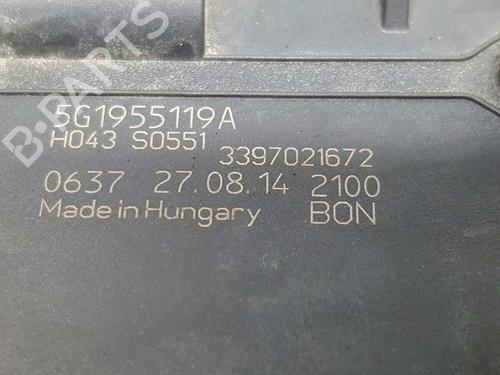 B-PARTS
5G1955119A
H043 S0551
3397021672
0637 27.08.14 2100
Made in Hungary BON